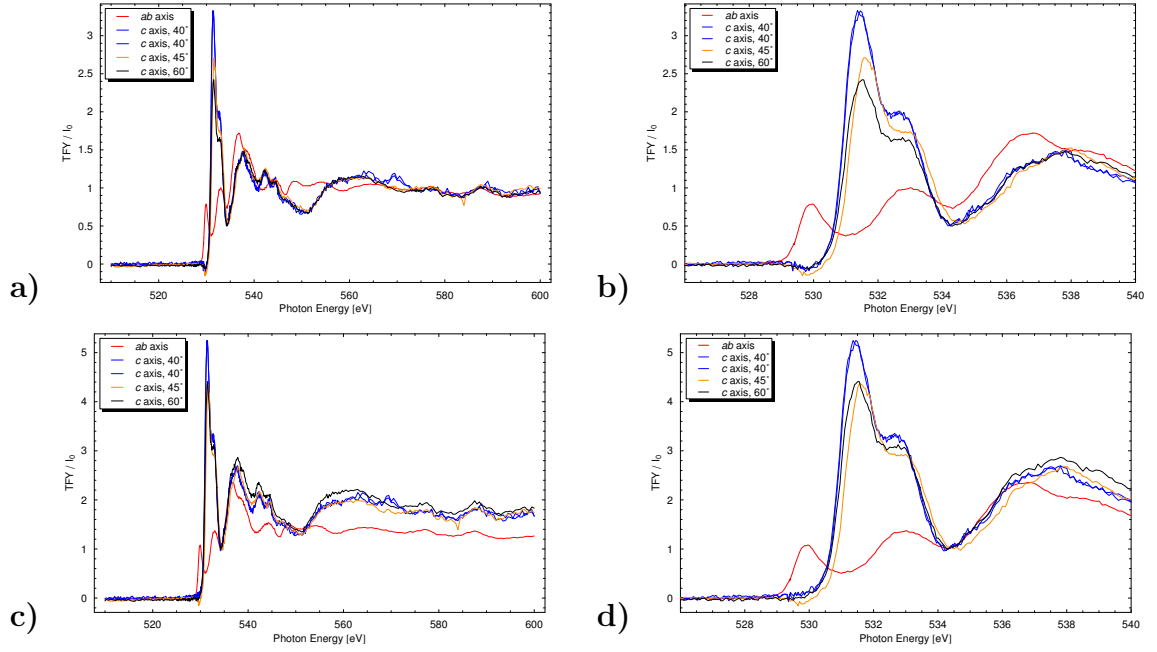 ab axis
c axis, 40°
c axis, 40°
c axis, 45°
c axis, 60°
TFY / I0
3
2.5
2
1.5
1
0.5
0
520
540
560
580
600
Photon Energy [eV]
a)
ab axis
c axis, 40°
c axis, 40°
c axis, 45°
c axis, 60°
TFY / I0
3
2.5
2
1.5
1
0.5
0
528
530
532
534
536
538
540
Photon Energy [eV]
b)
ab axis
c axis, 40°
c axis, 40°
c axis, 45°
c axis, 60°
TFY / I0
5
4
3
2
1
0
520
540
560
580
600
Photon Energy [eV]
c)
ab axis
c axis, 40°
c axis, 40°
c axis, 45°
c axis, 60°
TFY / I0
5
4
3
2
1
0
528
530
532
534
536
538
540
Photon Energy [eV]
d)